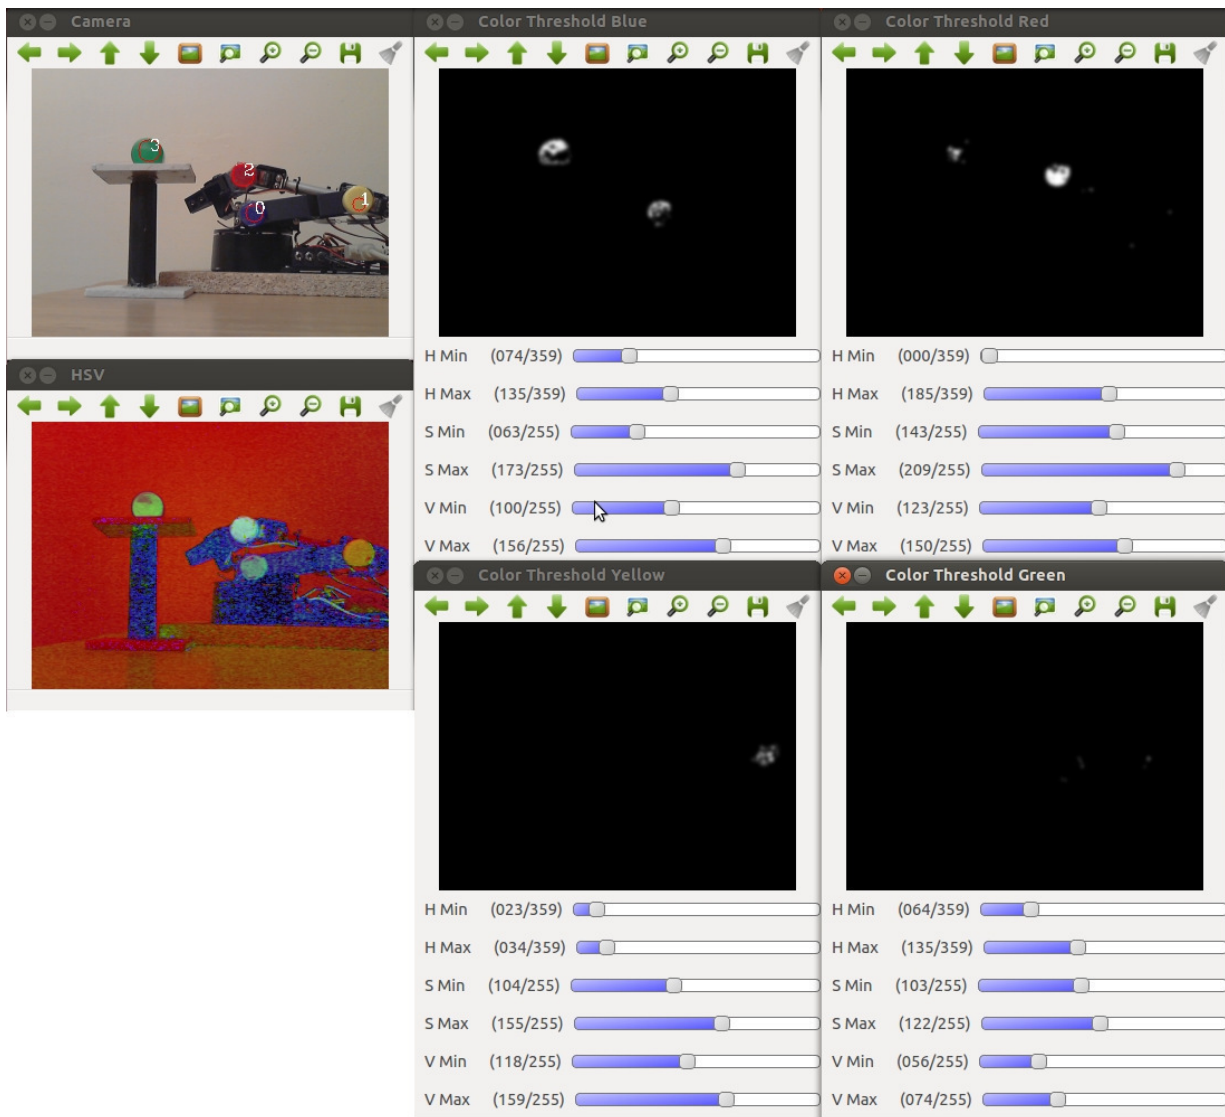 Camera
3
2
0
1
HSV
Color Threshold Blue
H Min (074/359)
H Max (135/359)
S Min (063/255)
S Max (173/255)
V Min (100/255)
V Max (156/255)
Color Threshold Red
H Min (000/359)
H Max (185/359)
S Min (143/255)
S Max (209/255)
V Min (123/255)
V Max (150/255)
Color Threshold Yellow
H Min (023/359)
H Max (034/359)
S Min (104/255)
S Max (155/255)
V Min (118/255)
V Max (159/255)
Color Threshold Green
H Min (064/359)
H Max (135/359)
S Min (103/255)
S Max (122/255)
V Min (056/255)
V Max (074/255)